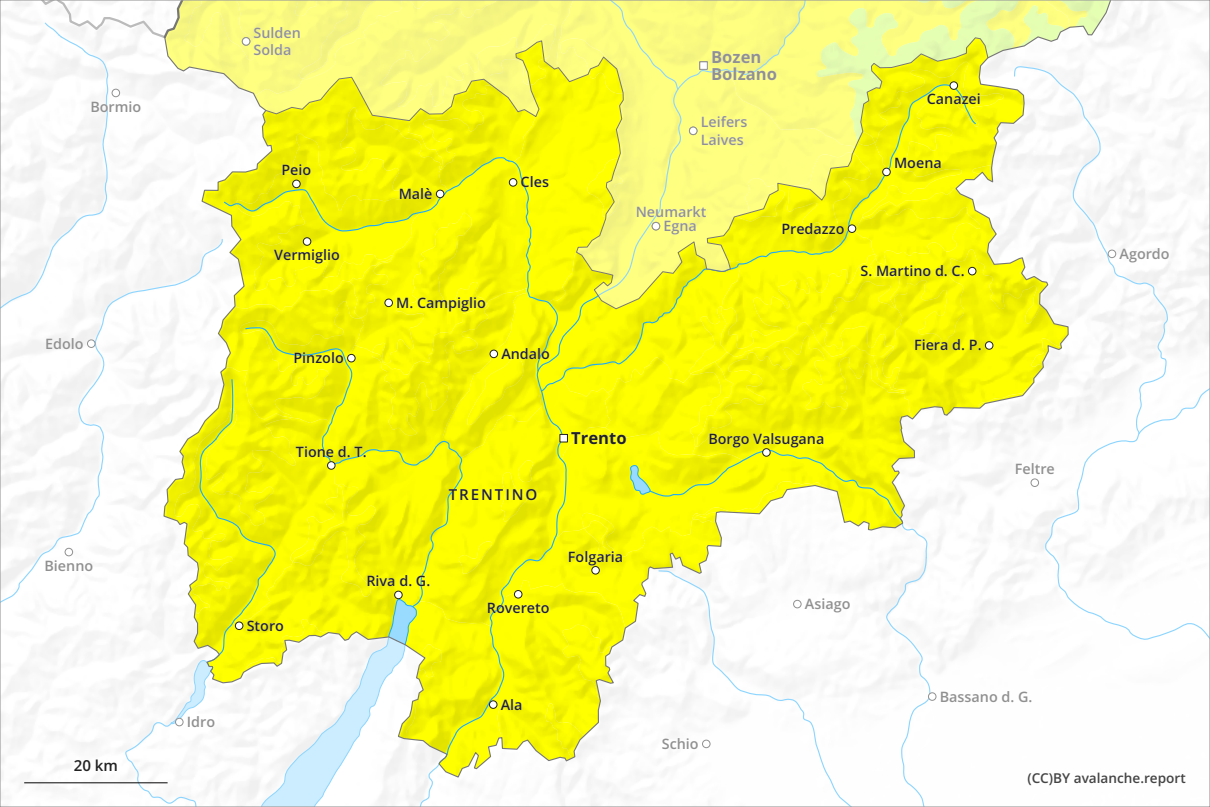 Sulden
Solda
Bozen
Bolzano
Bormio
Canazei
Leifers
Laives
Peio
Moena
Malè
Cles
Neumarkt
Egna
Predazzo
Vermiglio
Agordo
S. Martino d. C.
M. Campiglio
Edolo
Pinzolo
Andalo
Fiera d. P.
Trento
Borgo Valsugana
Tione d. T.
Feltre
TRENTINO
Bienno
Folgaria
Riva d. G.
Rovereto
Asiago
Storo
Bassano d. G.
Ala
Idro
Schio
20 km
(CC)BY avalanche.report